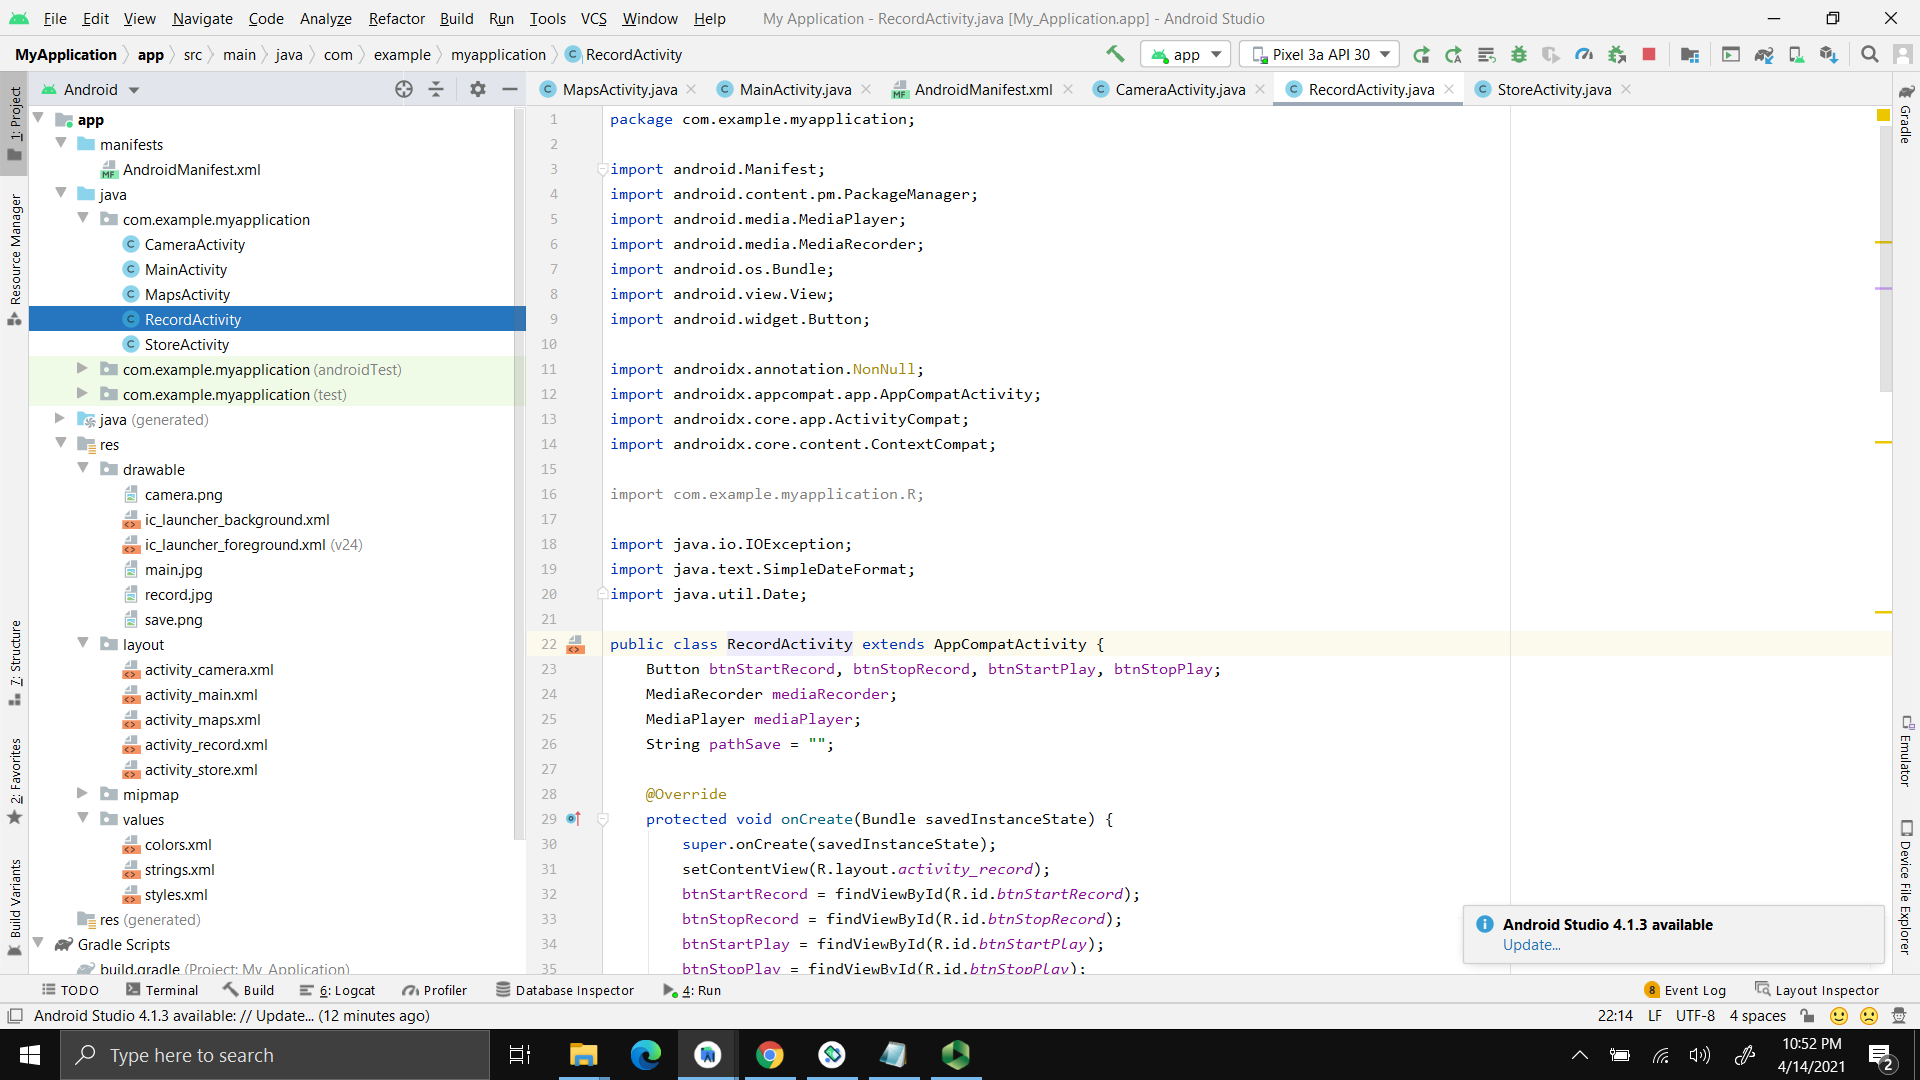 File Edit View Navigate Code Analyze Refactor Build Run Tools VCS Window Help My Application - RecordActivity.java [My_Application.app] - Android Studio
MyApplication app src main java com example myapplication RecordActivity app Pixel 3a API 30
Android MapsActivity.java MainActivity.java AndroidManifest.xml CameraActivity.java RecordActivity.java StoreActivity.java
1: Project
Resource Manager
7: Structure
2: Favorites
Build Variants
app
manifests
AndroidManifest.xml
java
com.example.myapplication
CameraActivity
MainActivity
MapsActivity
RecordActivity
StoreActivity
com.example.myapplication (androidTest)
com.example.myapplication (test)
java (generated)
res
drawable
camera.png
ic_launcher_background.xml
ic_launcher_foreground.xml (v24)
main.jpg
record.jpg
save.png
layout
activity_camera.xml
activity_main.xml
activity_maps.xml
activity_record.xml
activity_store.xml
mipmap
values
colors.xml
strings.xml
styles.xml
res (generated)
Gradle Scripts
build.gradle (Project: My_Application)
1 package com.example.myapplication;
2
3 import android.Manifest;
4 import android.content.pm.PackageManager;
5 import android.media.MediaPlayer;
6 import android.media.MediaRecorder;
7 import android.os.Bundle;
8 import android.view.View;
9 import android.widget.Button;
10
11 import androidx.annotation.NonNull;
12 import androidx.appcompat.app.AppCompatActivity;
13 import androidx.core.app.ActivityCompat;
14 import androidx.core.content.ContextCompat;
15
16 import com.example.myapplication.R;
17
18 import java.io.IOException;
19 import java.text.SimpleDateFormat;
20 import java.util.Date;
21
22 public class RecordActivity extends AppCompatActivity {
23 Button btnStartRecord, btnStopRecord, btnStartPlay, btnStopPlay;
24 MediaRecorder mediaRecorder;
25 MediaPlayer mediaPlayer;
26 String pathSave = "";
27
28 @Override
29 protected void onCreate(Bundle savedInstanceState) {
30 super.onCreate(savedInstanceState);
31 setContentView(R.layout.activity_record);
32 btnStartRecord = findViewById(R.id.btnStartRecord);
33 btnStopRecord = findViewById(R.id.btnStopRecord);
34 btnStartPlay = findViewById(R.id.btnStartPlay);
35 btnStopPlay = findViewById(R.id.btnStopPlay);
Gradle
Emulator
Device File Explorer
Android Studio 4.1.3 available
Update...
TODO Terminal Build 6: Logcat Profiler Database Inspector 4: Run 8 Event Log Layout Inspector
Android Studio 4.1.3 available: // Update... (12 minutes ago) 22:14 LF UTF-8 4 spaces
Type here to search
10:52 PM
4/14/2021
2